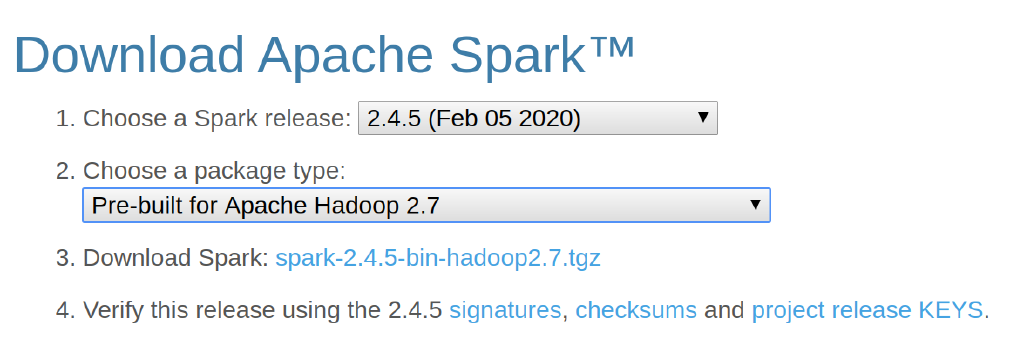 Download Apache Spark™
1. Choose a Spark release: 2.4.5 (Feb 05 2020)
2. Choose a package type:
Pre-built for Apache Hadoop 2.7
3. Download Spark: spark-2.4.5-bin-hadoop2.7.tgz
4. Verify this release using the 2.4.5 signatures, checksums and project release KEYS.